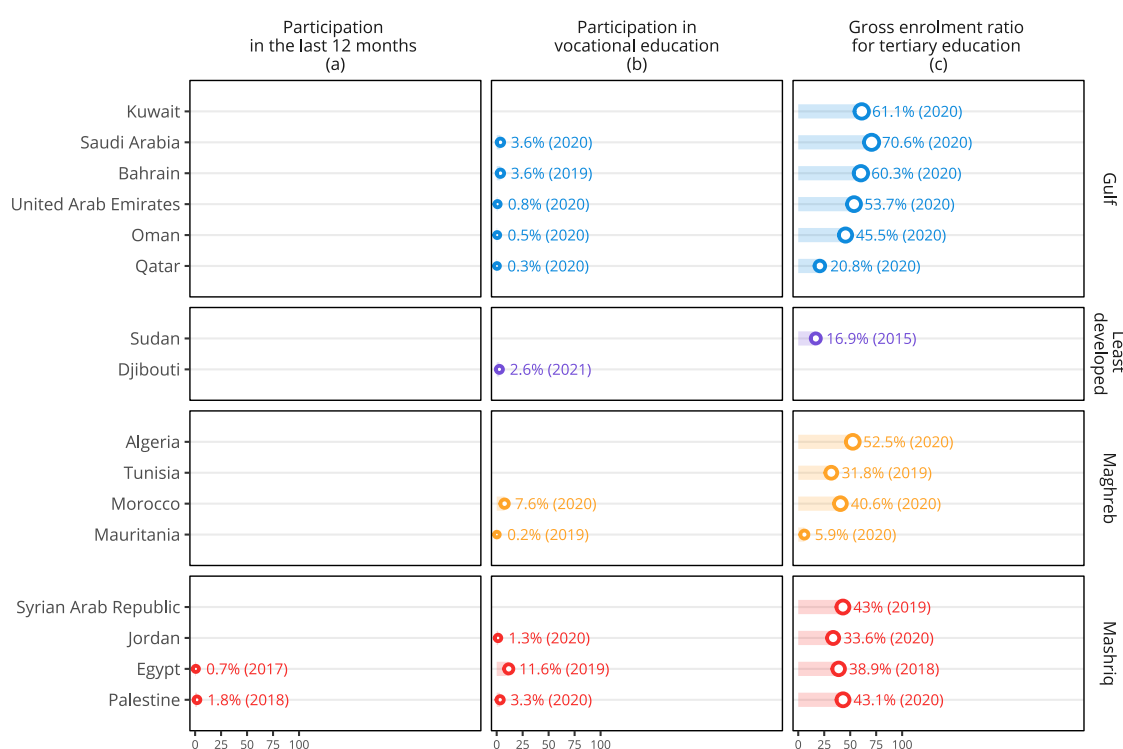 Participation
in the last 12 months
(a)
Participation in
vocational education
(b)
Gross enrolment ratio
for tertiary education
(c)
Kuwait
61.1% (2020)
Saudi Arabia
3.6% (2020)
70.6% (2020)
Bahrain
3.6% (2019)
60.3% (2020)
United Arab Emirates
0.8% (2020)
53.7% (2020)
Oman
0.5% (2020)
45.5% (2020)
Qatar
0.3% (2020)
20.8% (2020)
Gulf
Sudan
16.9% (2015)
Djibouti
2.6% (2021)
Least
developed
Algeria
52.5% (2020)
Tunisia
31.8% (2019)
Morocco
7.6% (2020)
40.6% (2020)
Mauritania
0.2% (2019)
5.9% (2020)
Maghreb
Syrian Arab Republic
43% (2019)
Jordan
1.3% (2020)
33.6% (2020)
Egypt
0.7% (2017)
11.6% (2019)
38.9% (2018)
Palestine
1.8% (2018)
3.3% (2020)
43.1% (2020)
Mashriq
0 25 50 75 100
0 25 50 75 100
0 25 50 75 100